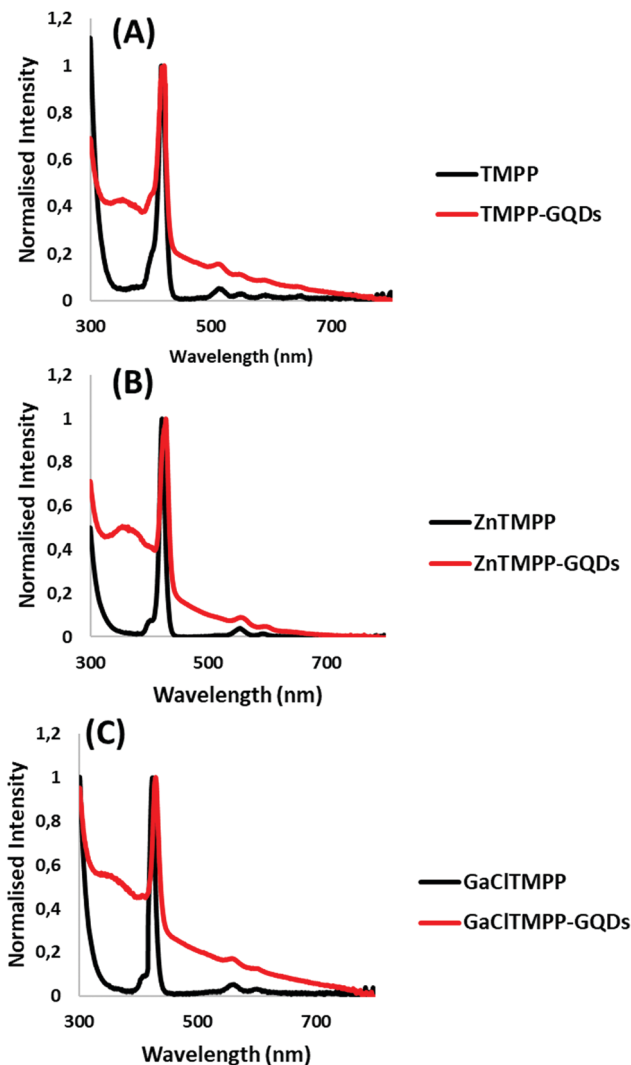 (A)
1,2
1
0,8
0,6
0,4
0,2
0
Normalised Intensity
300
500
700
Wavelength (nm)
TMPP
TMPP-GQDs
(B)
1,2
1
0,8
0,6
0,4
0,2
0
Normalised Intensity
300
500
700
Wavelength (nm)
ZnTMPP
ZnTMPP-GQDs
(C)
1,2
1
0,8
0,6
0,4
0,2
0
Normalised Intensity
300
500
700
Wavelength (nm)
GaClTMPP
GaClTMPP-GQDs